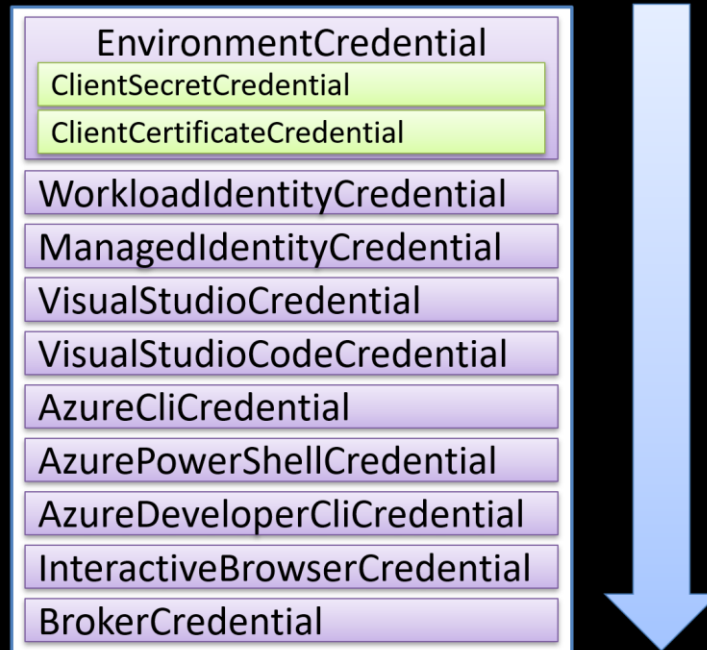 EnvironmentCredential
ClientSecretCredential
ClientCertificateCredential
WorkloadIdentityCredential
ManagedIdentityCredential
VisualStudioCredential
VisualStudioCodeCredential
AzureCliCredential
AzurePowerShellCredential
AzureDeveloperCliCredential
InteractiveBrowserCredential
BrokerCredential